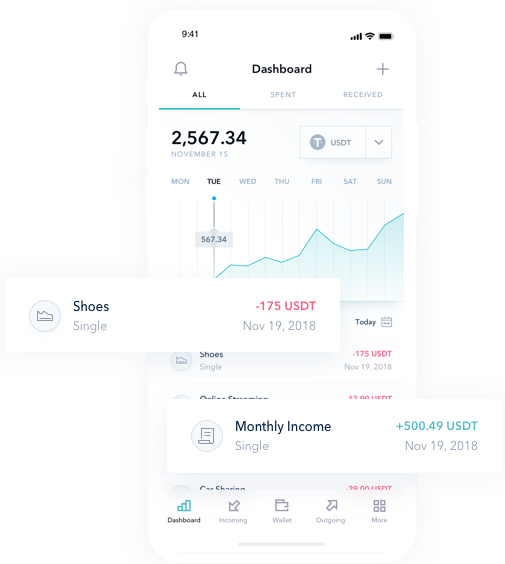 9:41
Dashboard
ALL SPENT RECEIVED
2,567.34
NOVEMBER 15
USDT
MON TUE WED THU FRI SAT SUN
567.34
Shoes -175 USDT
Single Nov 19, 2018
Today
Shoes -175 USDT
Single Nov 19, 2018
Online Streaming -13.99 USDT
Monthly Income +500.49 USDT
Single Nov 19, 2018
Car Sharing -29.00 USDT
Dashboard Incoming Wallet Outgoing More